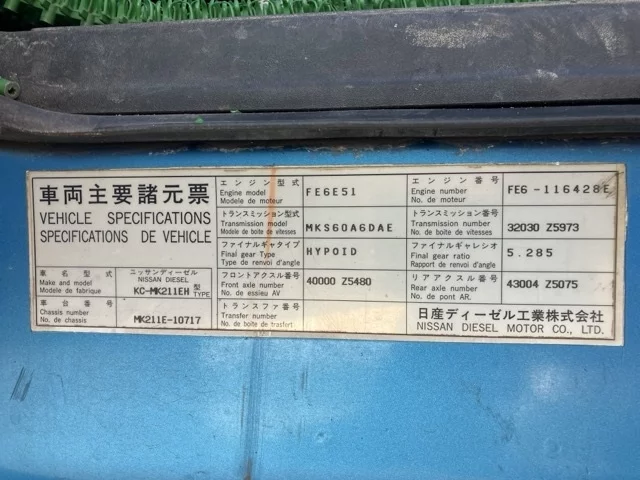 車両主要諸元票
VEHICLE SPECIFICATIONS
SPECIFICATIONS DE VEHICLE
車名型式
Make and model
Modele de fabrique
ニッサンディーゼル
NISSAN DIESEL
KC-MK211EH 型 TYPE
車台番号
Chassis number
No. de chassis
MK211E-10717
エンジン型式
Engine model
Modele de moteur
FE6E51
トランスミッション型式
Transmission model
Modele de boite de vitesses
MKS60A6DAE
ファイナルギヤタイプ
Final gear Type
Type de renvoi d'angle
HYPOID
フロントアクスル番号
Front axle number
No. de essieu AV
40000 Z5480
トランスファ番号
Transfer number
No. de boite de trasfert
エンジン番号
Engine number
No. de moteur
FE6 -116428E
トランスミッション番号
Transmission number
No. de boite de vitesses
32030 Z5973
ファイナルギャレシオ
Final gear ratio
Rapport de renvoi d'angle
5.285
リアアクスル番号
Rear axle number
No. de pont AR.
43004 Z5075
日産ディーゼル工業株式会社
NISSAN DIESEL MOTOR CO., LTD.